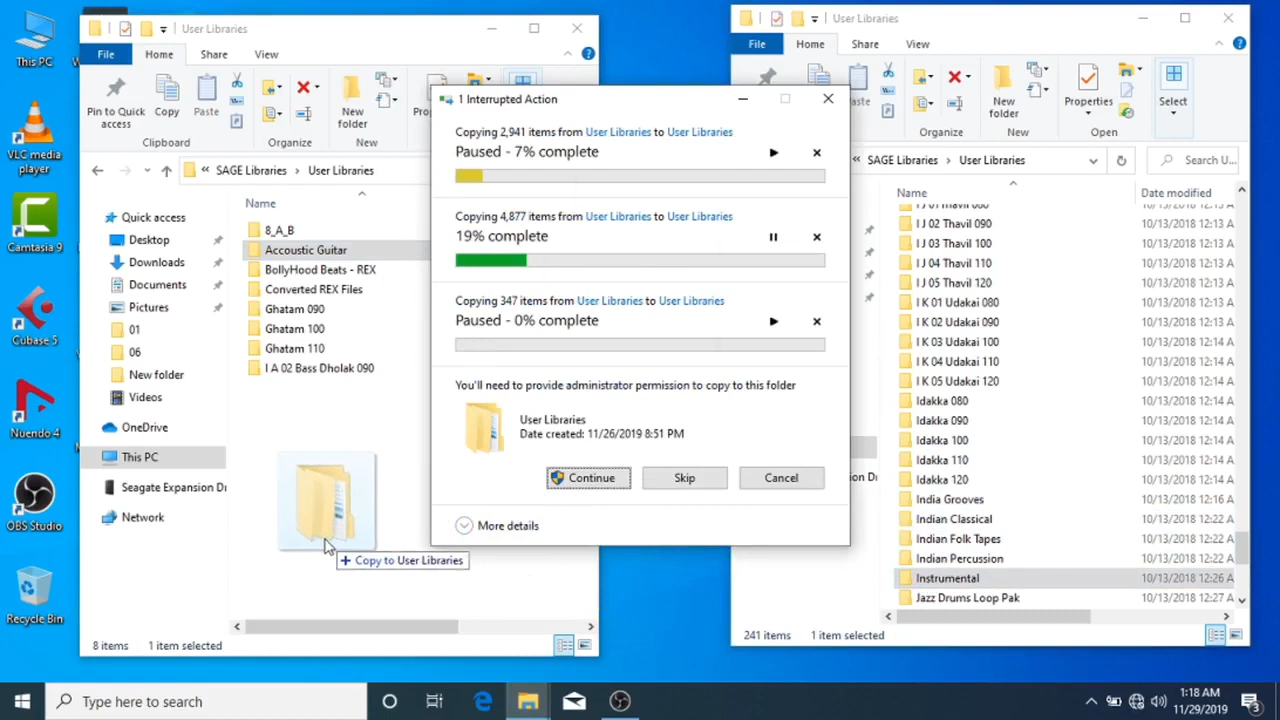 This PC
VLC media
player
Camtasia 9
Cubase 5
Nuendo 4
OBS Studio
Recycle Bin
User Libraries
File
Home
Share
View
Pin to Quick
access
Copy
Paste
New
folder
Clipboard
Organize
New
SAGE Libraries
User Libraries
Quick access
Desktop
Downloads
Documents
Pictures
01
06
New folder
Videos
OneDrive
This PC
Seagate Expansion Dr
Network
Name
8_A_B
Accoustic Guitar
BollyHood Beats - REX
Converted REX Files
Ghatam 090
Ghatam 100
Ghatam 110
I A 02 Bass Dholak 090
Copy to User Libraries
8 items
1 item selected
1 Interrupted Action
Copying 2,941 items from User Libraries to User Libraries
Paused - 7% complete
Copying 4,877 items from User Libraries to User Libraries
19% complete
Copying 347 items from User Libraries to User Libraries
Paused - 0% complete
You'll need to provide administrator permission to copy to this folder
User Libraries
Date created: 11/26/2019 8:51 PM
Continue
Skip
Cancel
More details
User Libraries
File
Home
Share
View
New
folder
Properties
Select
Organize
New
Open
SAGE Libraries
User Libraries
Search U...
Name
Date modified
I J 02 Thavil 090 10/13/2018 12:13 A
I J 03 Thavil 100 10/13/2018 12:13 A
I J 04 Thavil 110 10/13/2018 12:13 A
I J 05 Thavil 120 10/13/2018 12:13 A
I K 01 Udakai 080 10/13/2018 12:13 A
I K 02 Udakai 090 10/13/2018 12:13 A
I K 03 Udakai 100 10/13/2018 12:14 A
I K 04 Udakai 110 10/13/2018 12:14 A
I K 05 Udakai 120 10/13/2018 12:14 A
Idakka 080 10/13/2018 12:14 A
Idakka 090 10/13/2018 12:14 A
Idakka 100 10/13/2018 12:14 A
Idakka 110 10/13/2018 12:14 A
Idakka 120 10/13/2018 12:14 A
India Grooves 10/13/2018 12:16 A
Indian Classical 10/13/2018 12:22 A
Indian Folk Tapes 10/13/2018 12:22 A
Indian Percussion 10/13/2018 12:22 A
Instrumental 10/13/2018 12:26 A
Jazz Drums Loop Pak 10/13/2018 12:27 A
241 items
1 item selected
Type here to search
1:18 AM
11/29/2019
3